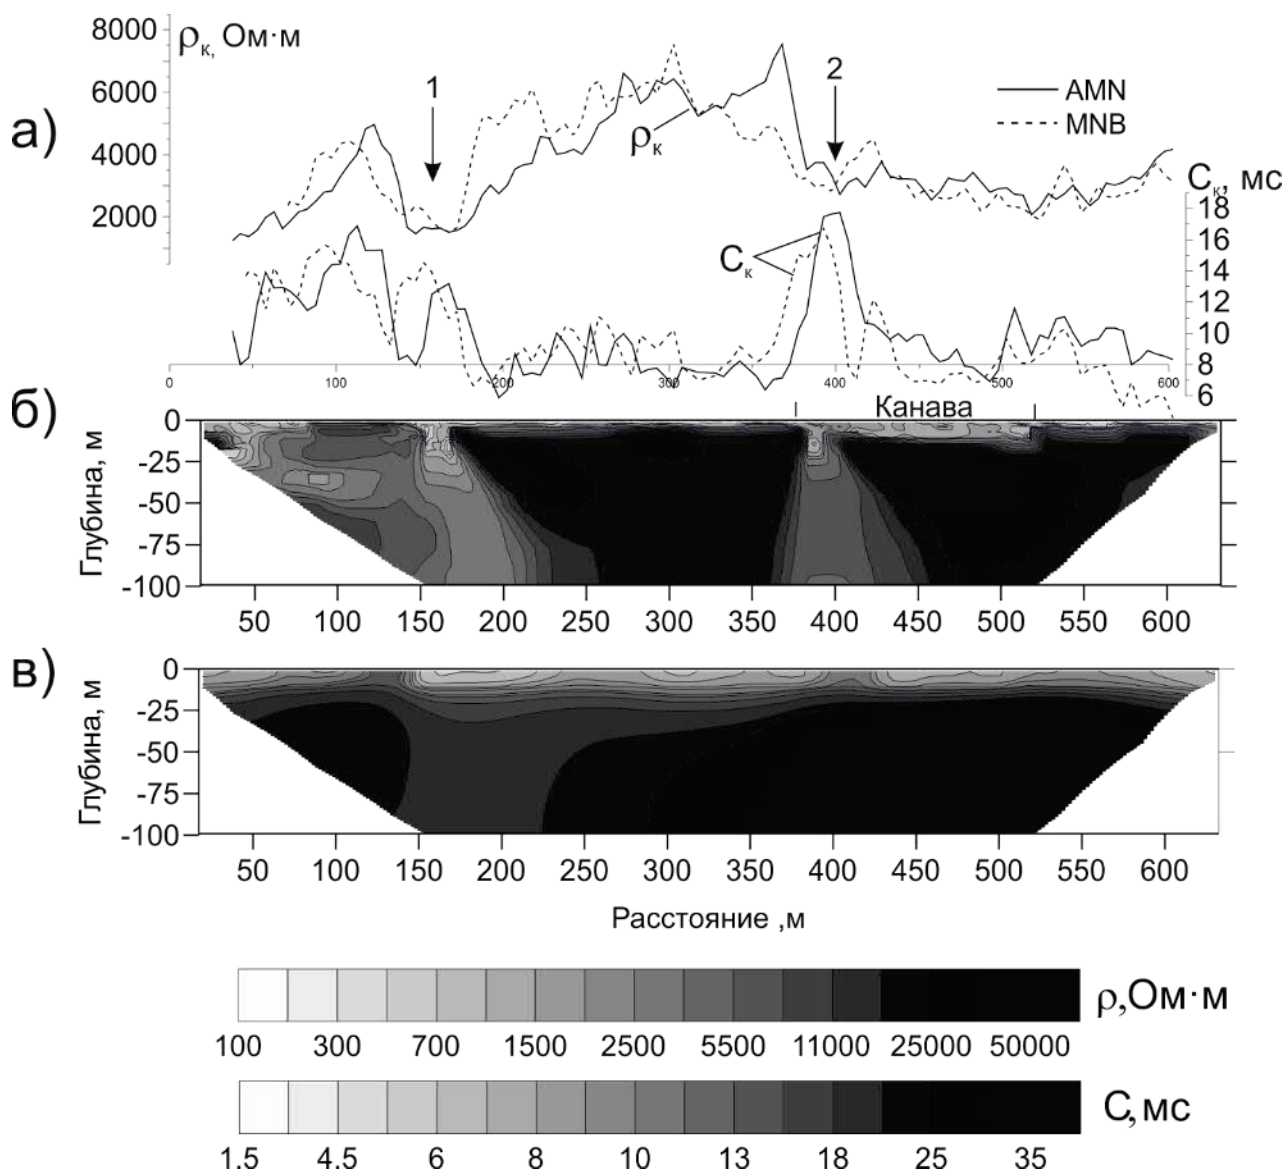 а)
ρк, Ом·м
8000
6000
4000
2000
1
2
AMN
MNB
ρк
Cк
Cк, мс
18
16
14
12
10
8
6
0 100 200 300 400 500 600
Канава
б)
Глубина, м
0
-25
-50
-75
-100
50 100 150 200 250 300 350 400 450 500 550 600
в)
Глубина, м
0
-25
-50
-75
-100
50 100 150 200 250 300 350 400 450 500 550 600
Расстояние ,м
ρ,Ом·м
100 300 700 1500 2500 5500 11000 25000 50000
C,мс
1.5 4.5 6 8 10 13 18 25 35